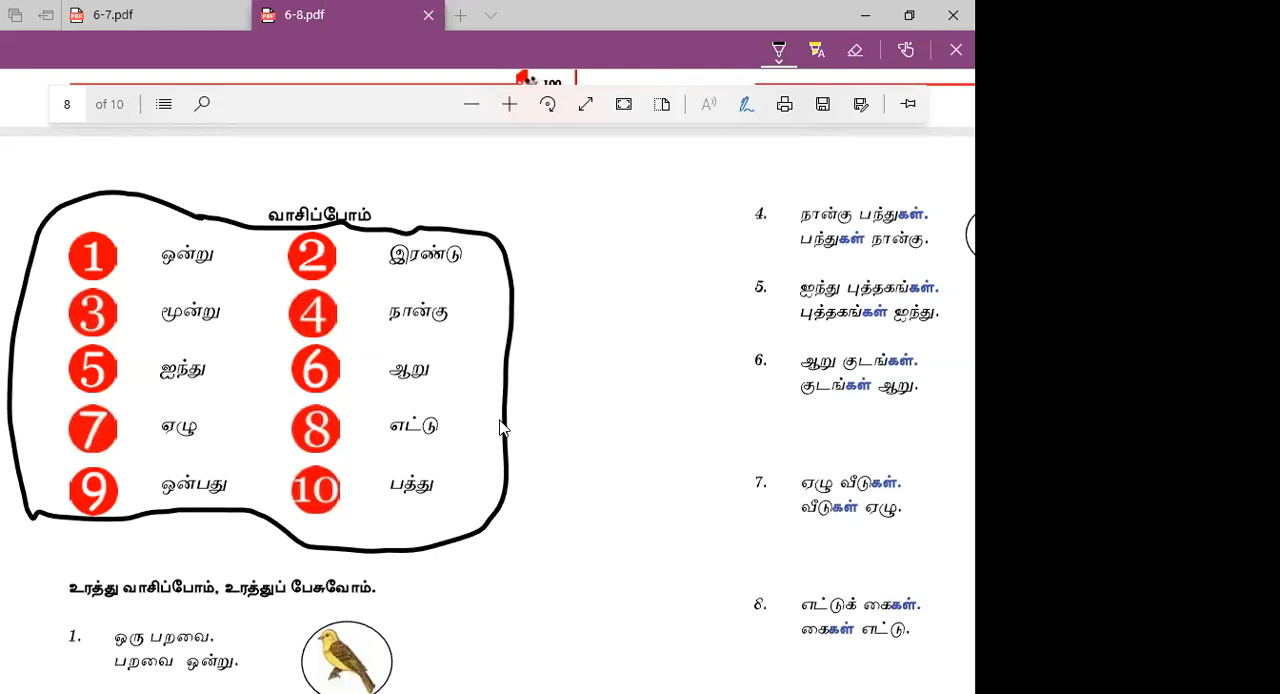 6-7.pdf
6-8.pdf
100
8 of 10
வாசிப்போம்
1 ஒன்று 2 இரண்டு
3 மூன்று 4 நான்கு
5 ஐந்து 6 ஆறு
7 ஏழு 8 எட்டு
9 ஒன்பது 10 பத்து
உரத்து வாசிப்போம், உரத்துப் பேசுவோம்.
1. ஒரு பறவை.
பறவை ஒன்று.
4. நான்கு பந்துகள்.
பந்துகள் நான்கு.
5. ஐந்து புத்தகங்கள்.
புத்தகங்கள் ஐந்து.
6. ஆறு குடங்கள்.
குடங்கள் ஆறு.
7. ஏழு வீடுகள்.
வீடுகள் ஏழு.
8. எட்டுக் கைகள்.
கைகள் எட்டு.